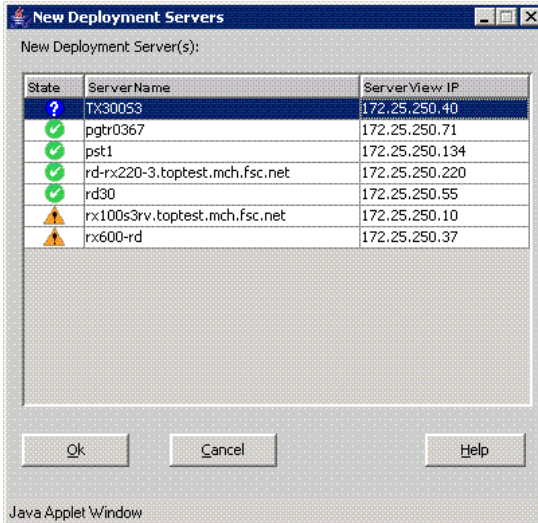 New Deployment Servers
New Deployment Server(s):
State ServerName ServerView IP
? TX300S3 172.25.250.40
pgtr0367 172.25.250.71
pst1 172.25.250.134
rd-rx220-3.toptest.mch.fsc.net 172.25.250.220
rd30 172.25.250.55
rx100s3rv.toptest.mch.fsc.net 172.25.250.10
rx600-rd 172.25.250.37
Ok Cancel Help
Java Applet Window